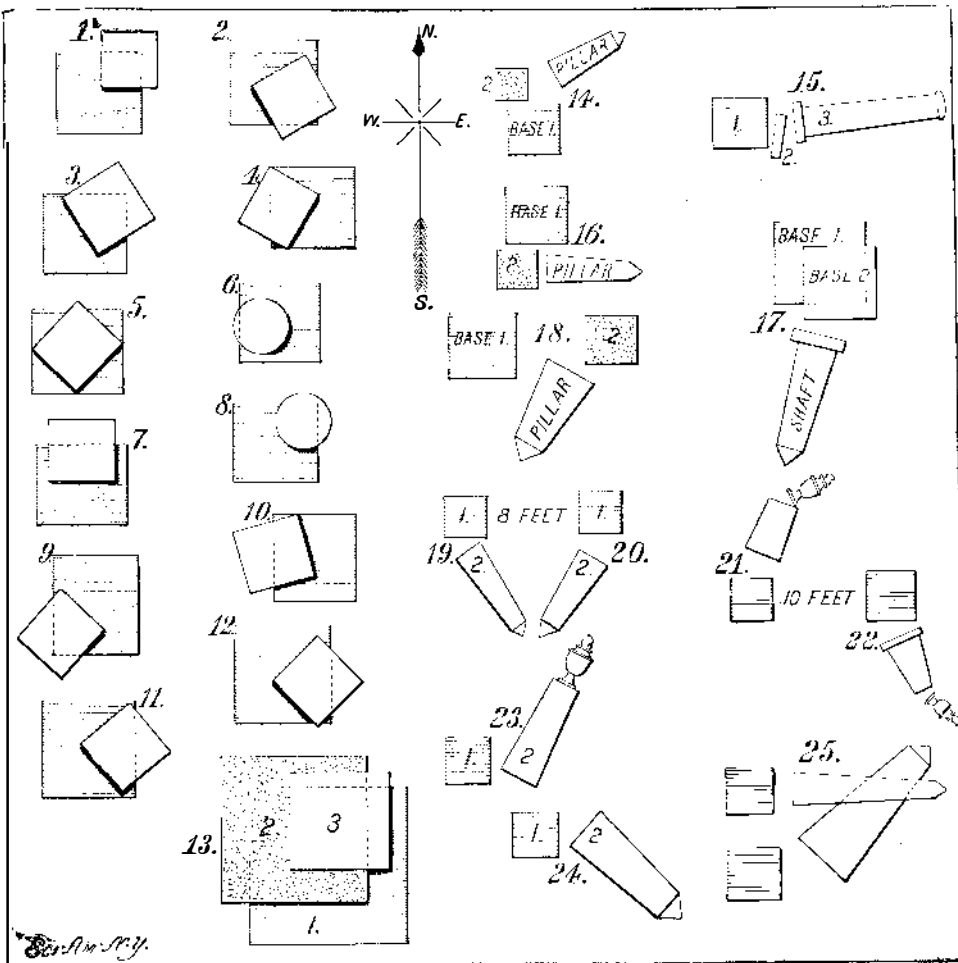 1.
2.
N.
W. E.
S.
3.
4.
5.
6.
7.
8.
9
10.
11.
12.
13.
2.
3
1.
2
PILLAR
14.
BASE 1.
BASE 1.
16.
2.
PILLAR
BASE 1.
18.
2
PILLAR
1. 8 FEET 1.
19.
2.
2.
20.
23.
1.
2
1.
2
24.
15.
1.
2.
3.
BASE 1.
BASE 2
17.
SHAFT
21.
10 FEET
22.
25.
Sci. Am. N.Y.